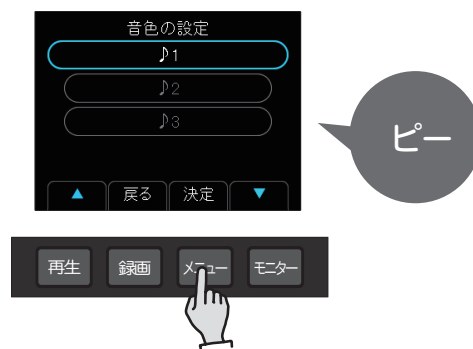 音色の設定
♪1
♪2
♪3
▲ 戻る 決定 ▼
ピー
再生 録画 メニュー モニター